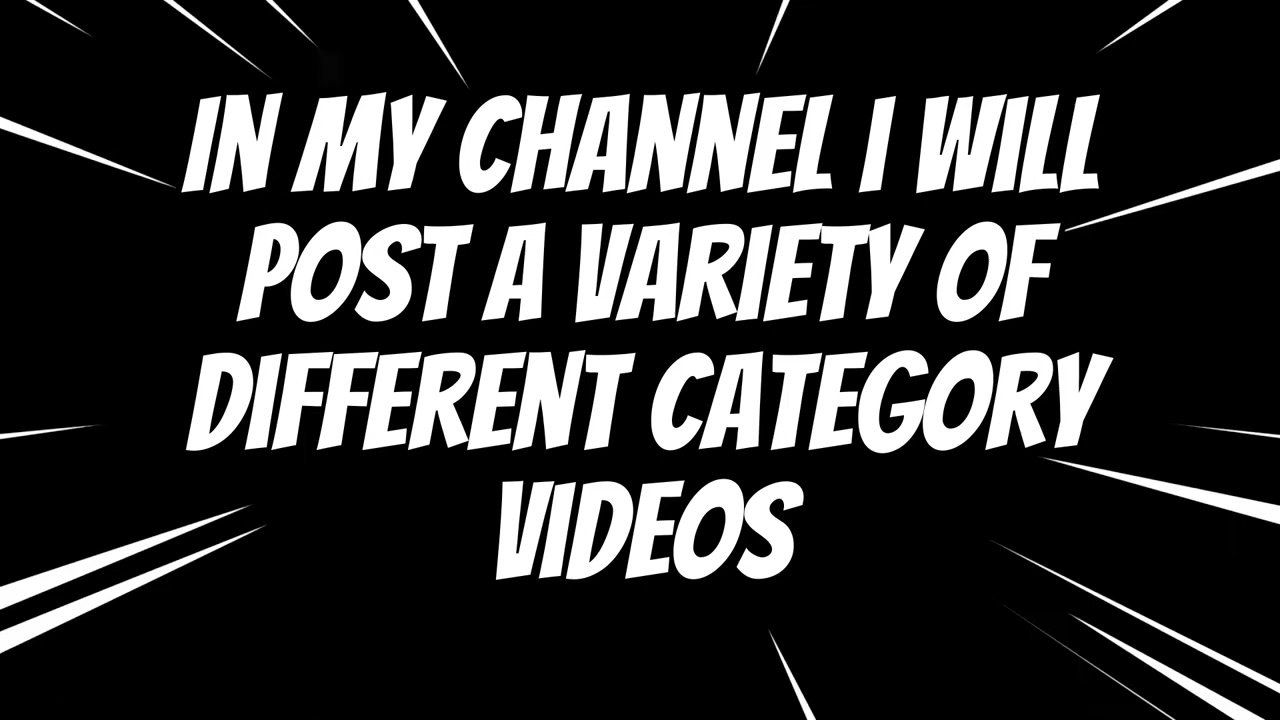 IN MY CHANNEL I WILL
POST A VARIETY OF
DIFFERENT CATEGORY
VIDEOS